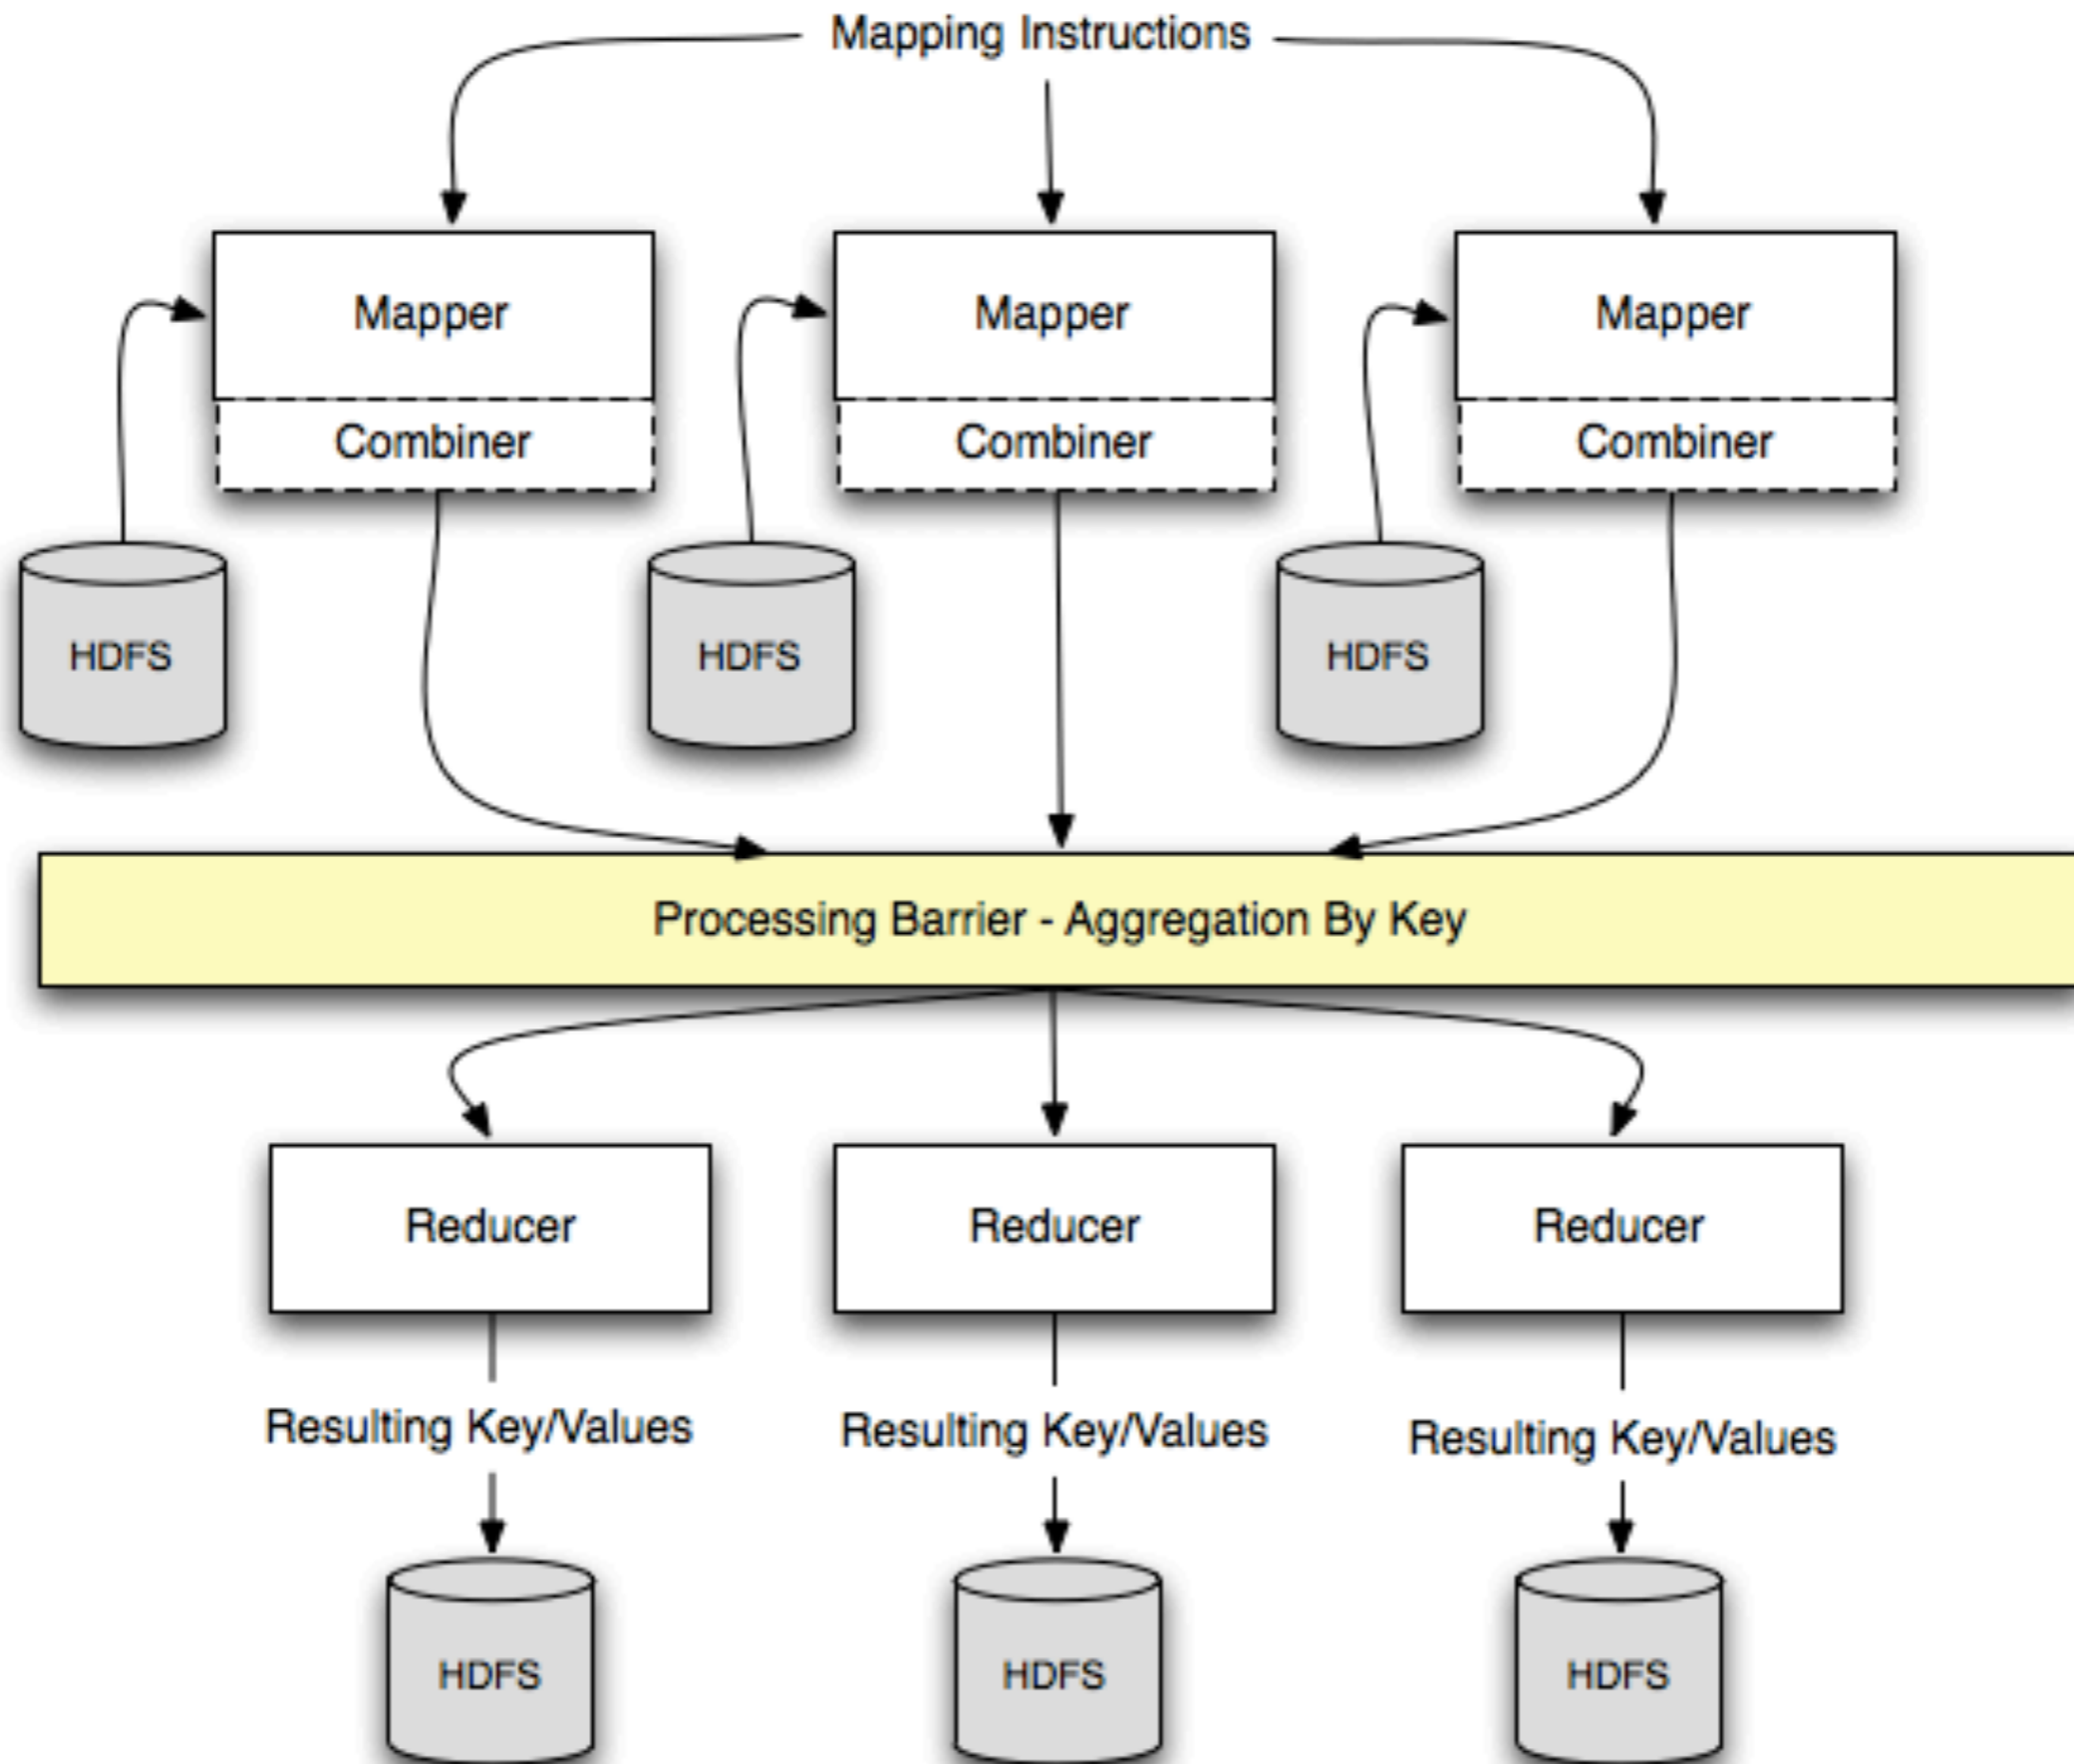 Mapping Instructions
Mapper
Mapper
Mapper
Combiner
Combiner
Combiner
HDFS
HDFS
HDFS
Processing Barrier - Aggregation By Key
Reducer
Reducer
Reducer
Resulting Key/Values
Resulting Key/Values
Resulting Key/Values
HDFS
HDFS
HDFS